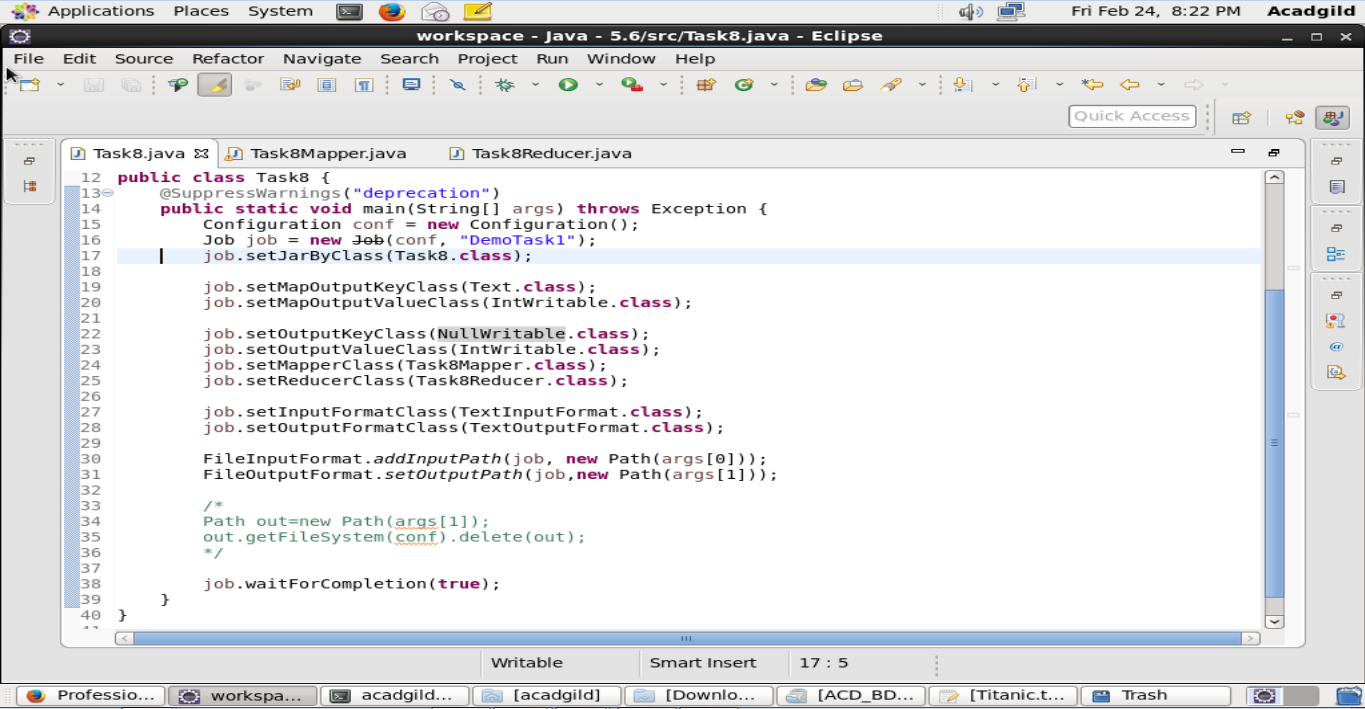 Applications Places System Fri Feb 24, 8:22 PM Acadgild
workspace - Java - 5.6/src/Task8.java - Eclipse
File Edit Source Refactor Navigate Search Project Run Window Help
Quick Access
Task8.java Task8Mapper.java Task8Reducer.java
12 public class Task8 {
13 @SuppressWarnings("deprecation")
14 public static void main(String[] args) throws Exception {
15 Configuration conf = new Configuration();
16 Job job = new Job(conf, "DemoTask1");
17 job.setJarByClass(Task8.class);
18
19 job.setMapOutputKeyClass(Text.class);
20 job.setMapOutputValueClass(IntWritable.class);
21
22 job.setOutputKeyClass(NullWritable.class);
23 job.setOutputValueClass(IntWritable.class);
24 job.setMapperClass(Task8Mapper.class);
25 job.setReducerClass(Task8Reducer.class);
26
27 job.setInputFormatClass(TextInputFormat.class);
28 job.setOutputFormatClass(TextOutputFormat.class);
29
30 FileInputFormat.addInputPath(job, new Path(args[0]));
31 FileOutputFormat.setOutputPath(job,new Path(args[1]));
32
33 /*
34 Path out=new Path(args[1]);
35 out.getFileSystem(conf).delete(out);
36 */
37
38 job.waitForCompletion(true);
39 }
40 }
41
Writable Smart Insert 17 : 5
Professio... workspa... acadgild... [acadgild] [Downlo... [ACD_BD... [Titanic.t... Trash